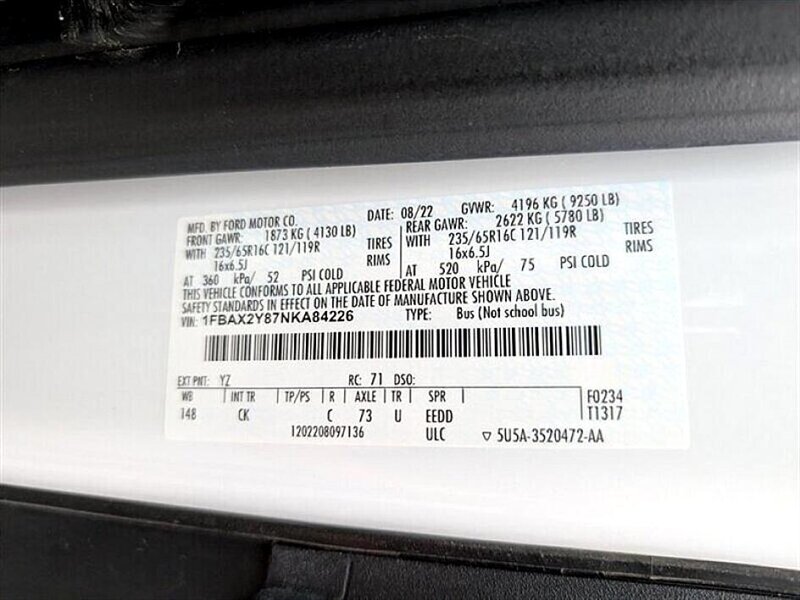 MFD. BY FORD MOTOR CO. DATE: 08/22 GVWR: 4196 KG ( 9250 LB)
FRONT GAWR: 1873 KG ( 4130 LB) REAR GAWR: 2622 KG ( 5780 LB)
WITH 235/65R16C 121/119R TIRES WITH 235/65R16C 121/119R TIRES
16x6.5J RIMS 16x6.5J RIMS
AT 360 kPa/ 52 PSI COLD AT 520 kPa/ 75 PSI COLD
THIS VEHICLE CONFORMS TO ALL APPLICABLE FEDERAL MOTOR VEHICLE
SAFETY STANDARDS IN EFFECT ON THE DATE OF MANUFACTURE SHOWN ABOVE.
VIN: 1FBAX2Y87NKA84226 TYPE: Bus (Not school bus)
EXT PNT: YZ RC: 71 DSO:
WB INT TR TP/PS R AXLE TR SPR F0234
148 CK C 73 U EEDD T1317
1202208097136 ULC ▽ 5U5A-3520472-AA